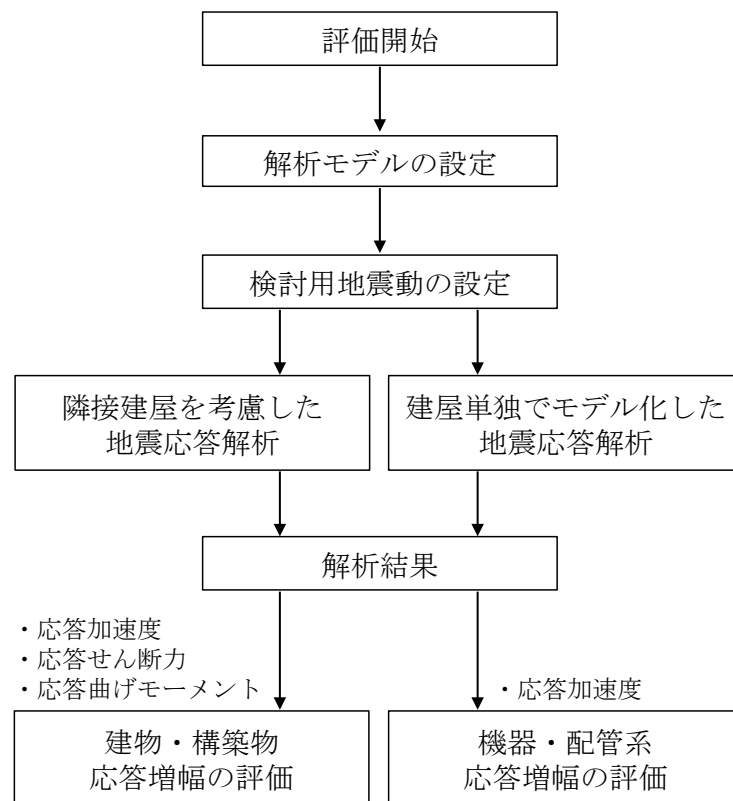 評価開始
解析モデルの設定
検討用地震動の設定
隣接建屋を考慮した
地震応答解析
建屋単独でモデル化した
地震応答解析
解析結果
・応答加速度
・応答せん断力
・応答曲げモーメント
・応答加速度
建物・構築物
応答増幅の評価
機器・配管系
応答増幅の評価